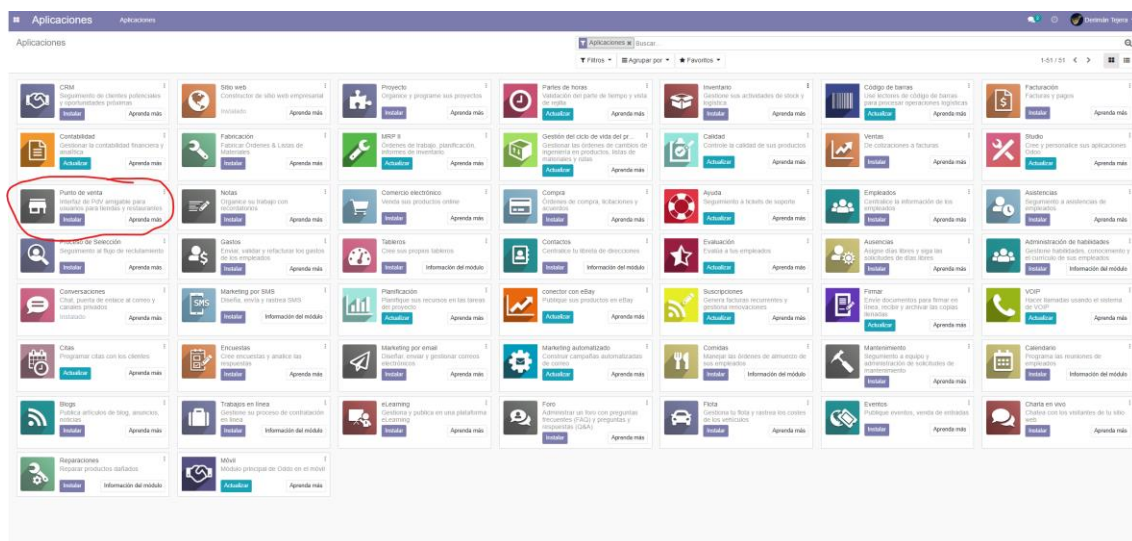 Aplicaciones Aplicaciones Derimán Tejera
Aplicaciones
Aplicaciones x Buscar...
Filtros Agrupar por Favoritos 1-51 / 51
CRM
Seguimiento de clientes potenciales
y oportunidades próximas
Instalar Aprenda más
Sitio web
Constructor de sitio web empresarial
Instalado Aprenda más
Proyecto
Organice y programe sus proyectos
Instalar Aprenda más
Partes de horas
Validación del parte de tiempo y vista
de rejilla
Actualizar Aprenda más
Inventario
Gestione sus actividades de stock y
logística
Instalar Aprenda más
Código de barras
Use lectores de código de barras
para procesar operaciones logísticas
Actualizar Aprenda más
Facturación
Facturas y pagos
Instalar Aprenda más
Contabilidad
Gestionar la contabilidad financiera y
analítica
Actualizar Aprenda más
Fabricación
Fabricar Órdenes & Listas de
Materiales
Instalar Aprenda más
MRP II
Órdenes de trabajo, planificación,
informes de inventario.
Actualizar Aprenda más
Gestión del ciclo de vida del pr...
Gestionar las órdenes de cambios de
ingeniería en productos, listas de
materiales y rutas
Actualizar Aprenda más
Calidad
Controle la calidad de sus productos
Actualizar Aprenda más
Ventas
De cotizaciones a facturas
Instalar Aprenda más
Studio
Cree y personalice sus aplicaciones
Odoo
Actualizar Aprenda más
Punto de venta
Interfaz de PdV amigable para
usuarios para tiendas y restaurantes
Instalar Aprenda más
Notas
Organice su trabajo con
recordatorios
Instalar Aprenda más
Comercio electrónico
Venda sus productos online
Instalar Aprenda más
Compra
Órdenes de compra, licitaciones y
acuerdos
Instalar Aprenda más
Ayuda
Seguimiento a tickets de soporte
Actualizar Aprenda más
Empleados
Centralice la información de los
empleados
Instalar Aprenda más
Asistencias
Seguimiento a asistencias de
empleados
Instalar Aprenda más
Proceso de Selección
Seguimiento al flujo de reclutamiento
Instalar Aprenda más
Gastos
Enviar, validar y refacturar los gastos
de los empleados
Instalar Aprenda más
Tableros
Cree sus propios tableros
Instalar Información del módulo
Contactos
Centralice tu libreta de direcciones
Instalar Información del módulo
Evaluación
Evalúa a tus empleados
Actualizar Aprenda más
Ausencias
Asigne días libres y siga las
solicitudes de días libres
Instalar Aprenda más
Administración de habilidades
Gestione habilidades, conocimiento y
el currículo de sus empleados
Instalar Información del módulo
Conversaciones
Chat, puerta de enlace al correo y
canales privados
Instalado Aprenda más
Marketing por SMS
Diseña, envía y rastrea SMS
Instalar Información del módulo
Planificación
Planifique sus recursos en las tareas
del proyecto
Actualizar Aprenda más
conector con eBay
Publique sus productos en eBay
Actualizar Aprenda más
Suscripciones
Genera facturas recurrentes y
gestiona renovaciones
Actualizar Aprenda más
Firmar
Envíe documentos para firmar en
línea, recibe y archivar las copias
llenadas
Actualizar Aprenda más
VOIP
Hacer llamadas usando el sistema
de VOIP
Actualizar Aprenda más
Citas
Programar citas con los clientes
Actualizar Aprenda más
Encuestas
Cree encuestas y analice las
respuestas
Instalar Aprenda más
Marketing por email
Diseñar, enviar y gestionar correos
electrónicos
Instalar Aprenda más
Marketing automatizado
Construir campañas automatizadas
de correo
Actualizar Aprenda más
Comidas
Manejar las órdenes de almuerzo de
sus empleados
Instalar Información del módulo
Mantenimiento
Seguimiento a equipo y
administración de solicitudes de
mantenimiento
Instalar Aprenda más
Calendario
Programa las reuniones de
empleados
Instalar Información del módulo
Blogs
Publica artículos de blog, anuncios,
noticias
Instalar Aprenda más
Trabajos en línea
Gestione su proceso de contratación
en línea
Instalar Información del módulo
eLearning
Gestiona y publica en una plataforma
eLearning
Instalar Aprenda más
Foro
Administrar un foro con preguntas
frecuentes (FAQ) y preguntas y
respuestas (Q&A)
Instalar Aprenda más
Flota
Gestiona tu flota y rastrea los costes
de los vehículos
Instalar Aprenda más
Eventos
Publique eventos, venda de entradas
Instalar Aprenda más
Charla en vivo
Chatea con los visitantes de tu sitio
web
Instalar Aprenda más
Reparaciones
Reparar productos dañados
Instalar Información del módulo
Móvil
Módulo principal de Odoo en el móvil
Actualizar Aprenda más
SMS